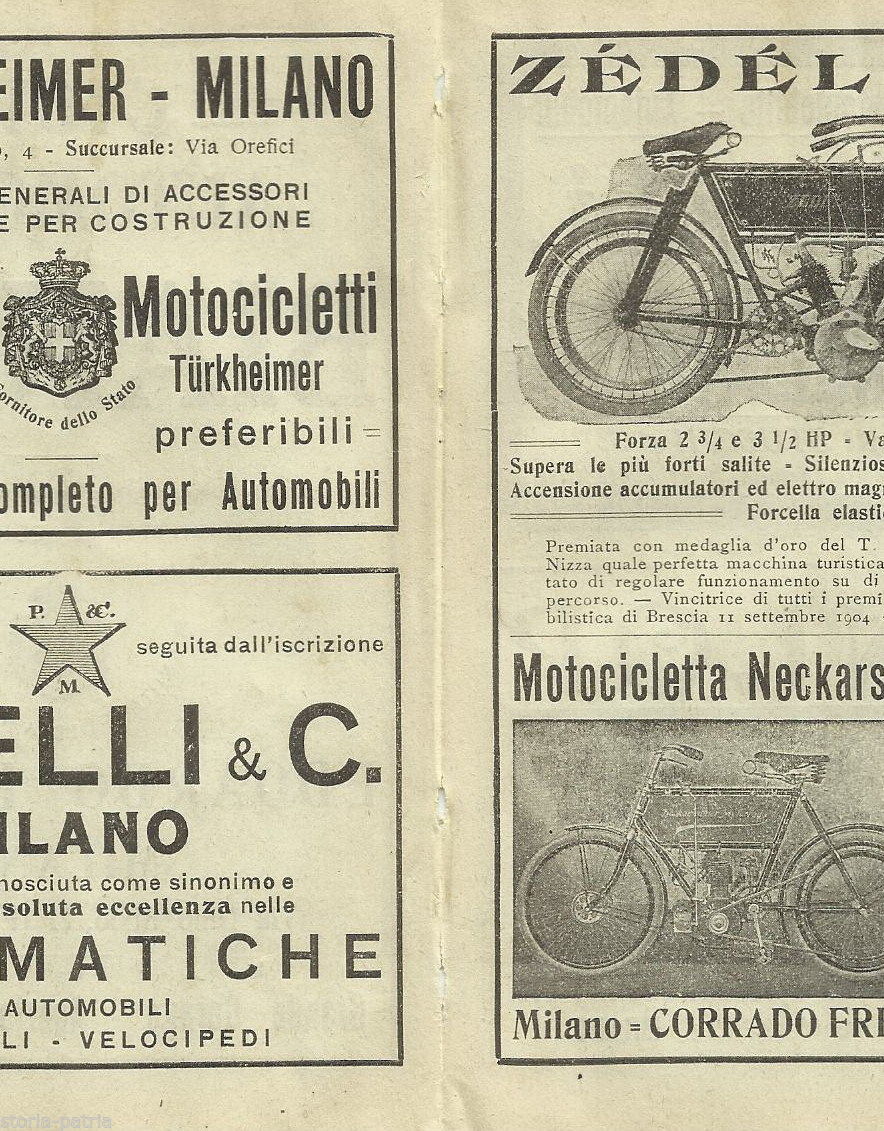 EIMER - MILANO
, 4 - Succursale: Via Orefici
ENERALI DI ACCESSORI
E PER COSTRUZIONE
Motocicletti
Türkheimer
Fornitore dello Stato
preferibili =
ompleto per Automobili
P. & C.
M.
seguita dall'iscrizione
ELLI & C.
ILANO
nosciuta come sinonimo e
soluta eccellenza nelle
MATICHE
AUTOMOBILI
LI - VELOCIPEDI
ZÉDÉL
Forza 2 3/4 e 3 1/2 HP - Va
Supera le più forti salite - Silenzios
Accensione accumulatori ed elettro magn
Forcella elastic
Premiata con medaglia d'oro del T.
Nizza quale perfetta macchina turistica
tato di regolare funzionamento su di
percorso. — Vincitrice di tutti i premi
bilistica di Brescia 11 settembre 1904
Motocicletta Neckars
Milano = CORRADO FRE
storia-patria